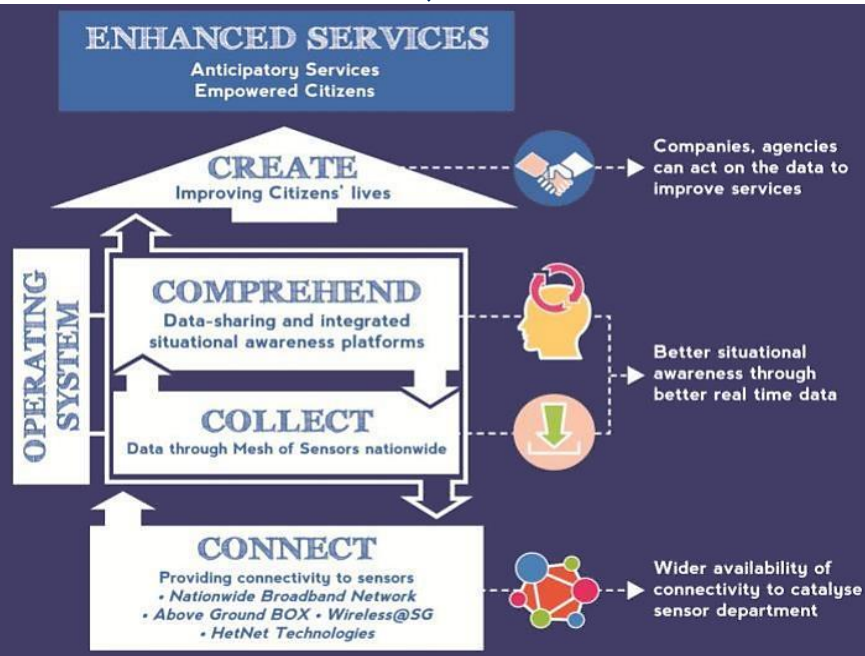 ENHANCED SERVICES
Anticipatory Services
Empowered Citizens
CREATE
Improving Citizens' lives
Companies, agencies
can act on the data to
improve services
OPERATING
SYSTEM
COMPREHEND
Data-sharing and integrated
situational awareness platforms
COLLECT
Data through Mesh of Sensors nationwide
Better situational
awareness through
better real time data
CONNECT
Providing connectivity to sensors
• Nationwide Broadband Network
• Above Ground BOX • Wireless@SG
• HetNet Technologies
Wider availability of
connectivity to catalyse
sensor department